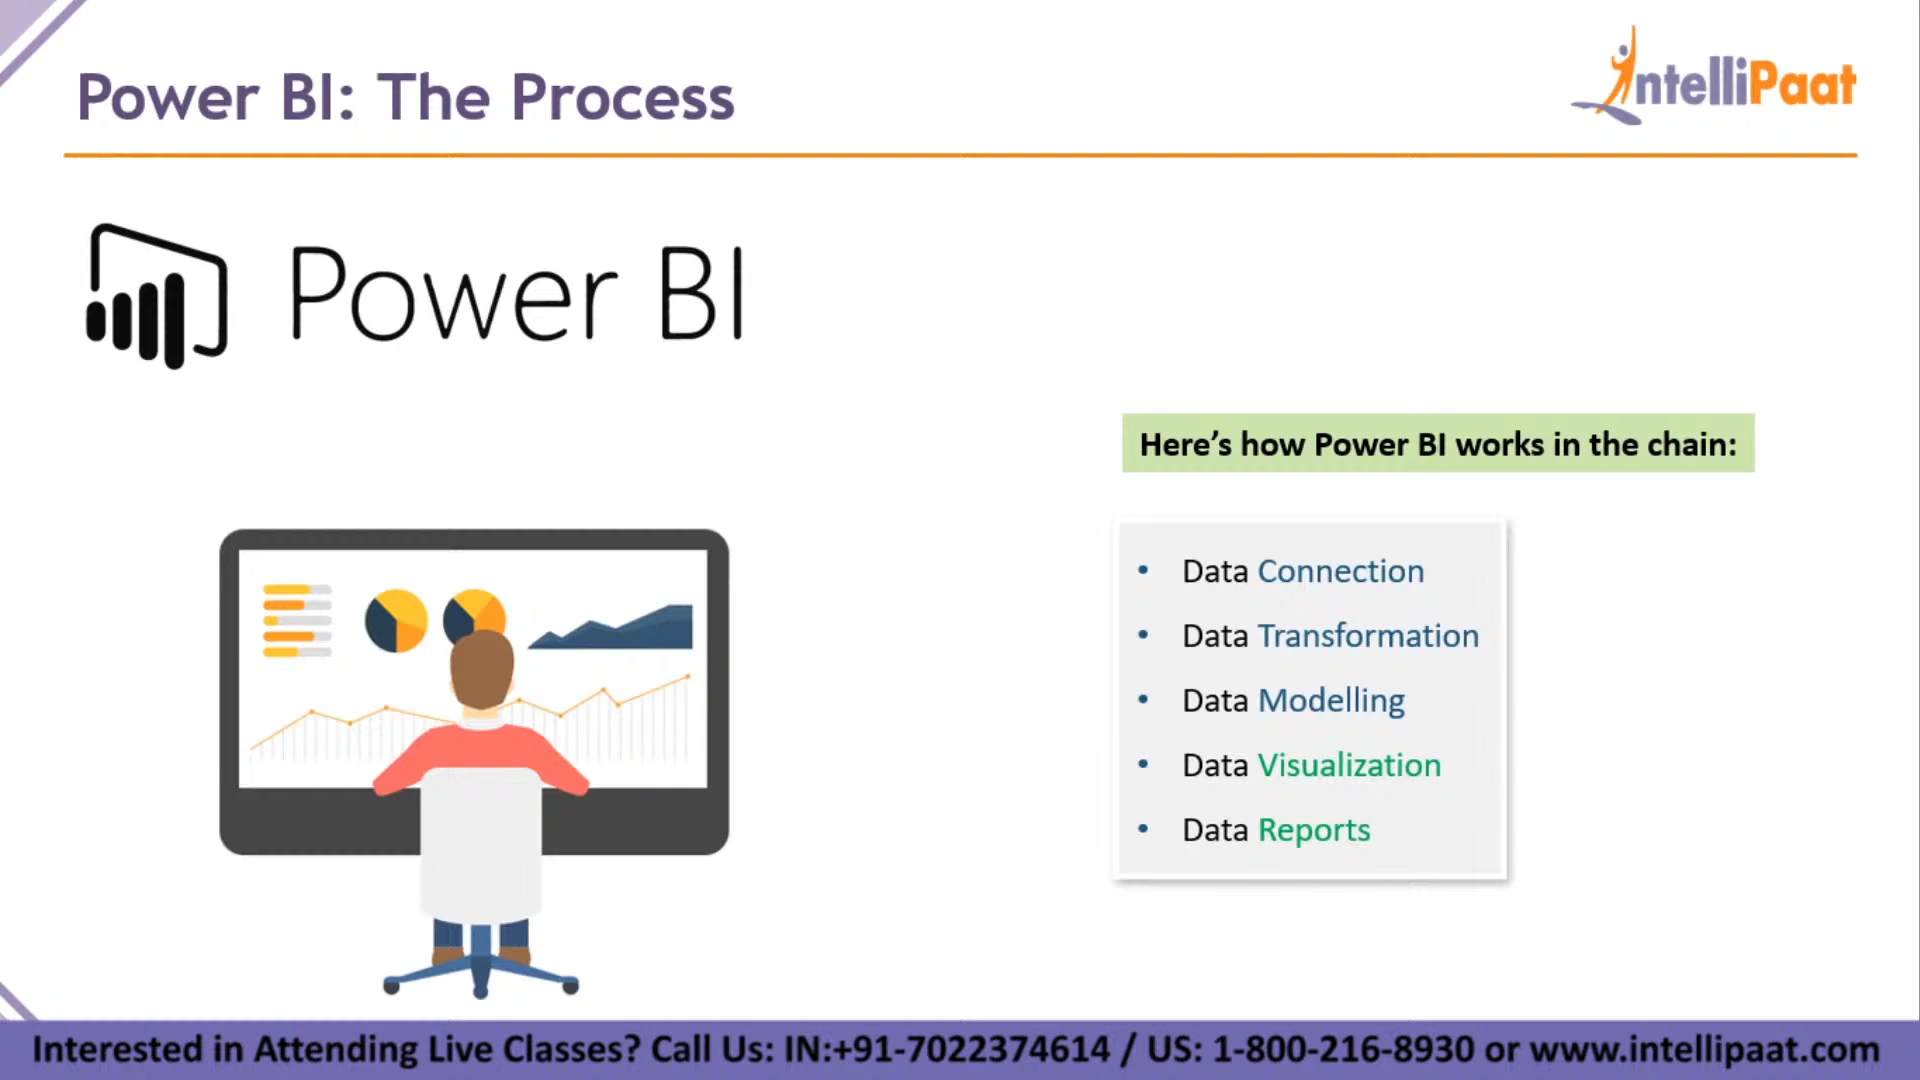 Power BI: The Process
IntelliPaat
Power BI
Here’s how Power BI works in the chain:
• Data Connection
• Data Transformation
• Data Modelling
• Data Visualization
• Data Reports
Interested in Attending Live Classes? Call Us: IN:+91-7022374614 / US: 1-800-216-8930 or www.intellipaat.com